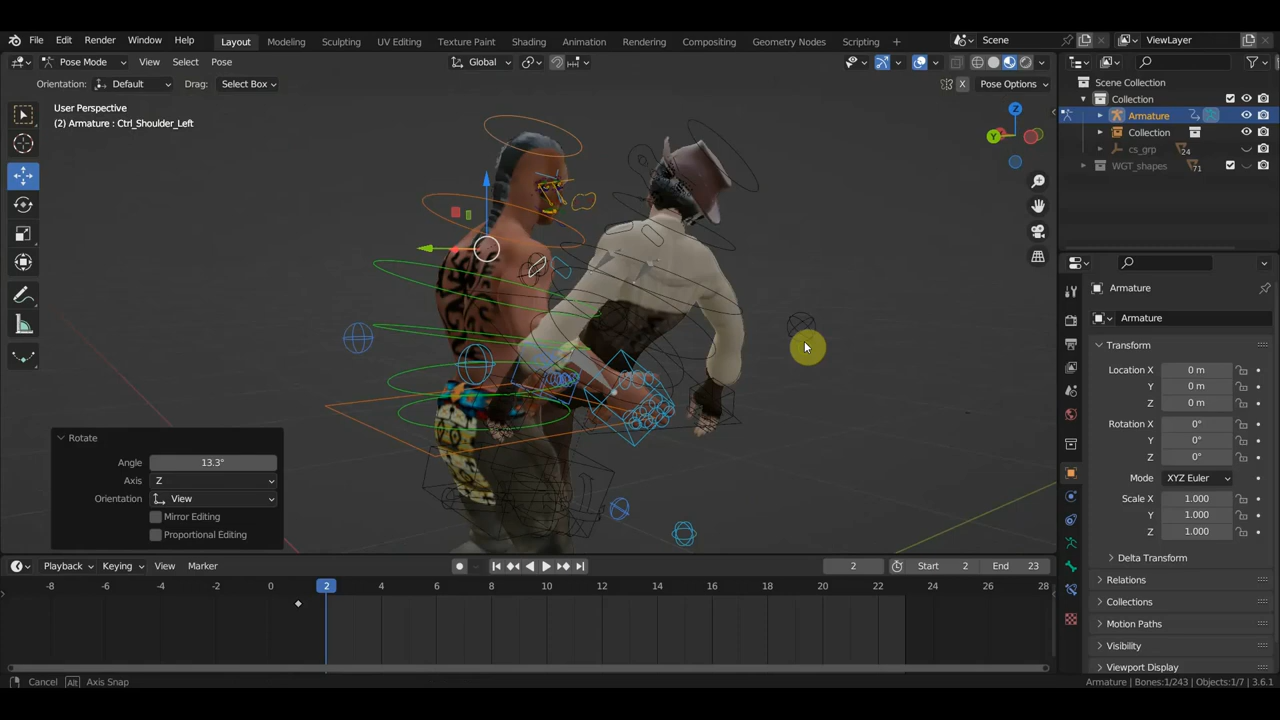 File Edit Render Window Help Layout Modeling Sculpting UV Editing Texture Paint Shading Animation Rendering Compositing Geometry Nodes Scripting + Scene ViewLayer
Pose Mode View Select Pose Global X Pose Options
Orientation: Default Drag: Select Box
User Perspective
(2) Armature : Ctrl_Shoulder_Left
Z
Y
Scene Collection
Collection
Armature
Collection
cs_grp 24
WGT_shapes 71
Armature
Armature
Transform
Location X 0 m
Y 0 m
Z 0 m
Rotation X 0°
Y 0°
Z 0°
Mode XYZ Euler
Scale X 1.000
Y 1.000
Z 1.000
Delta Transform
Relations
Collections
Motion Paths
Visibility
Viewport Display
Rotate
Angle 13.3°
Axis Z
Orientation View
Mirror Editing
Proportional Editing
Playback Keying View Marker 2 Start 2 End 23
-8 -4 0 2 4 6 8 10 12 14 16 18 20 22 24 26 28
Cancel Alt Axis Snap Armature | Bones:1/243 | Objects:1/7 | 3.6.1